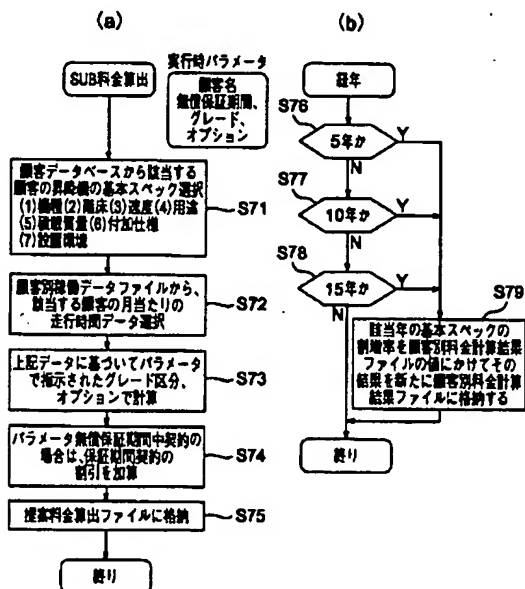 (a)
SUB料金算出
実行時パラメータ
顧客名
無償保証期間、
グレード、
オプション
顧客データベースから該当する
顧客の昇降機の基本スペック選択
(1)機種(2)階床(3)速度(4)用途
(5)積載質量(6)付加仕様
(7)設置環境
S71
顧客別稼働データファイルから、
該当する顧客の月当たりの
走行時間データ選択
S72
上記データに基づいてパラメータ
で指示されたグレード区分、
オプションで計算
S73
パラメータ無償保証期間中契約の
場合は、保証期間契約の
割引を加算
S74
提案料金算出ファイルに格納
S75
終り
(b)
経年
S76
5年か
Y
N
S77
10年か
Y
N
S78
15年か
Y
N
S79
該当年の基本スペックの
割増率を顧客別料金計算結果
ファイルの値にかけてその
結果を新たに顧客別料金計算
結果ファイルに格納する
終り